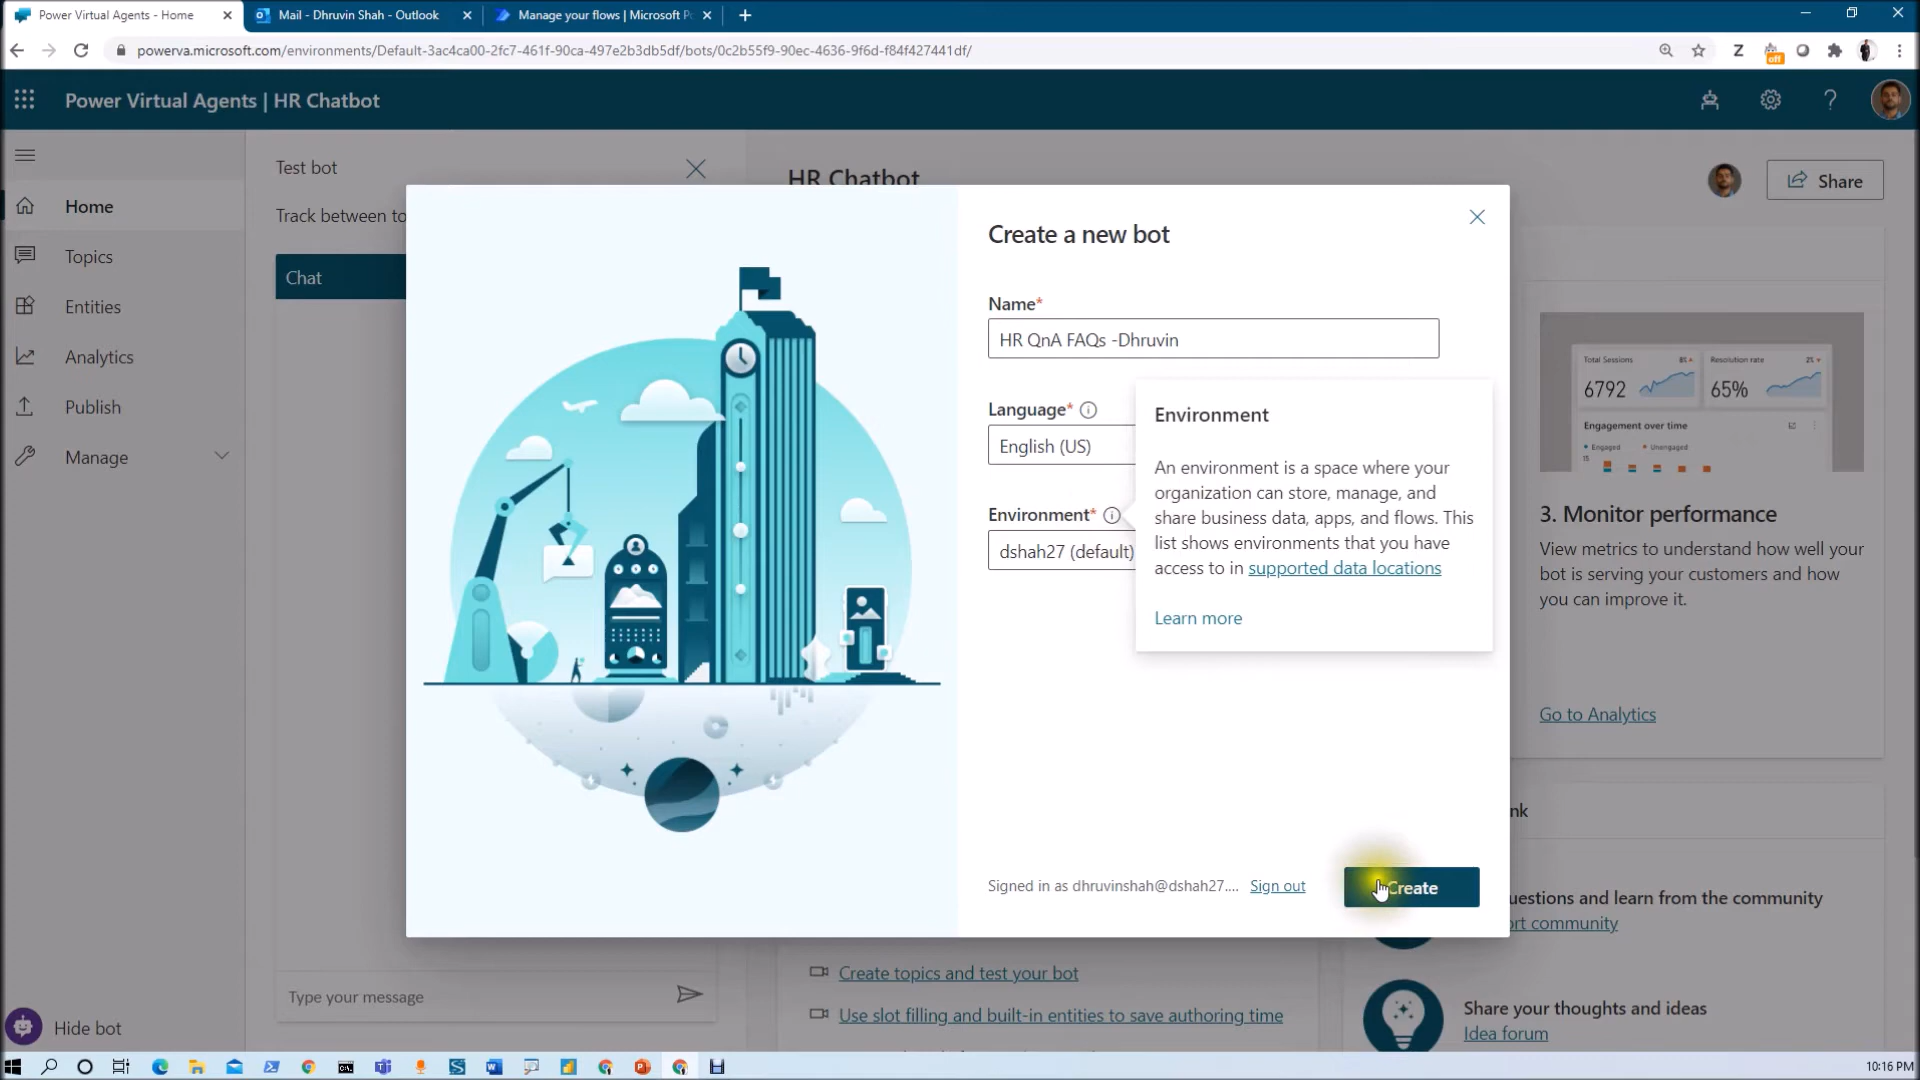 Power Virtual Agents - Home
Mail - Dhruvin Shah - Outlook
Manage your flows | Microsoft Po
powerva.microsoft.com/environments/Default-3ac4ca00-2fc7-461f-90ca-497e2b3db5df/bots/0c2b55f9-90ec-4636-9f6d-f84f427441df/
off
Power Virtual Agents | HR Chatbot
Home
Topics
Entities
Analytics
Publish
Manage
Hide bot
Test bot
Track between to
Chat
Type your message
HR Chatbot
Share
Create a new bot
Name*
HR QnA FAQs -Dhruvin
Language*
English (US)
Environment*
dshah27 (default)
Environment
An environment is a space where your
organization can store, manage, and
share business data, apps, and flows. This
list shows environments that you have
access to in supported data locations
Learn more
Signed in as dhruvinshah@dshah27.... Sign out
Create
Total Sessions
6792
Resolution rate
65%
Engagement over time
Engaged
Unengaged
15
3. Monitor performance
View metrics to understand how well your
bot is serving your customers and how
you can improve it.
Go to Analytics
nk
uestions and learn from the community
ort community
Share your thoughts and ideas
Idea forum
Create topics and test your bot
Use slot filling and built-in entities to save authoring time
10:16 PM